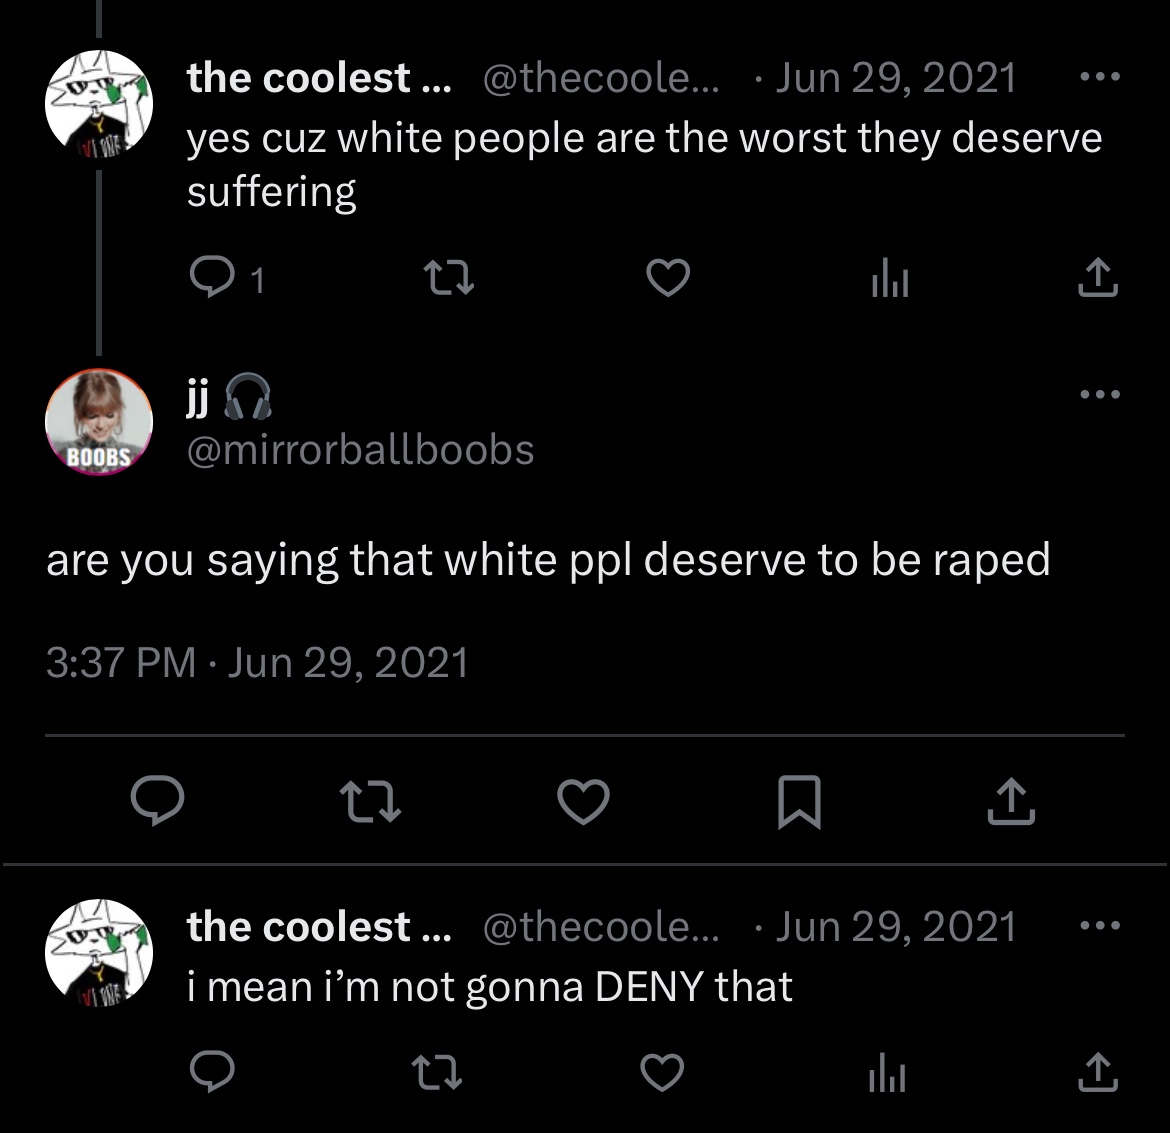 the coolest ... @thecoole... · Jun 29, 2021
yes cuz white people are the worst they deserve
suffering
1
jj 🎧
@mirrorballboobs
BOOBS
are you saying that white ppl deserve to be raped
3:37 PM · Jun 29, 2021
the coolest ... @thecoole... · Jun 29, 2021
i mean i’m not gonna DENY that